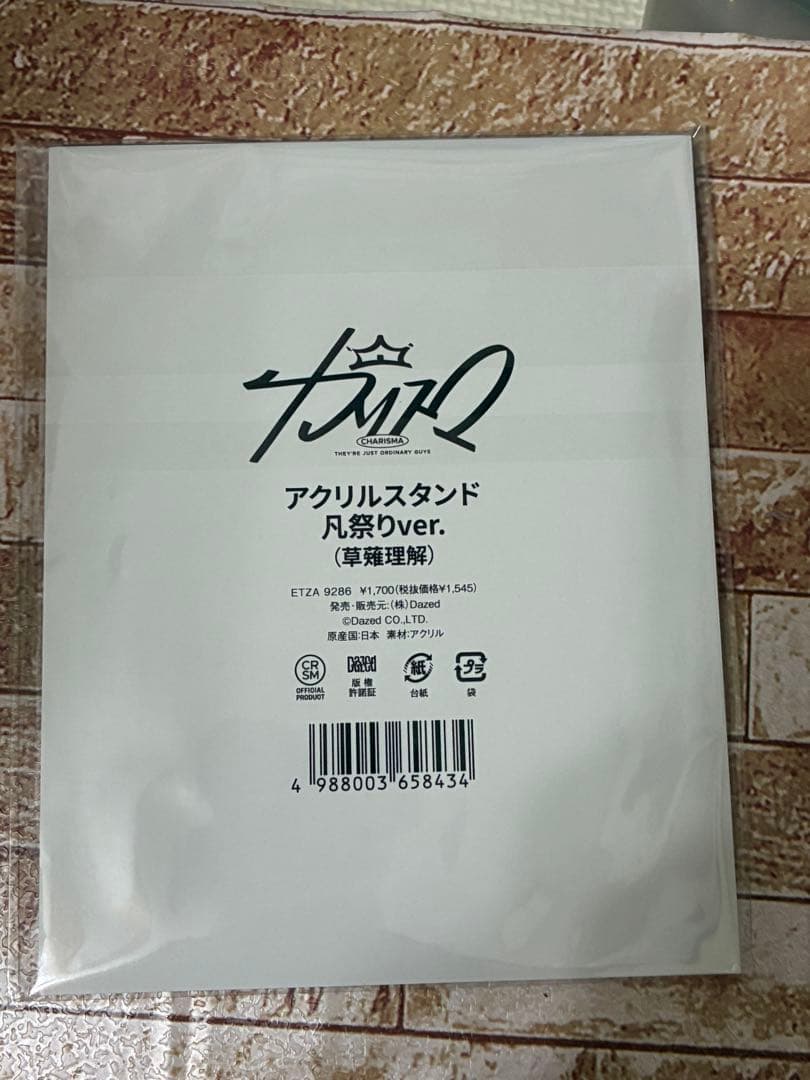 カリスマ
CHARISMA
THEY'RE JUST ORDINARY GUYS
アクリルスタンド
凡祭りver.
(草薙理解)
ETZA 9286 ¥1,700(税抜価格¥1,545)
発売・販売元:(株)Dazed
©Dazed CO.,LTD.
原産国:日本 素材:アクリル
CR
SM
OFFICIAL
PRODUCT
Dazed
版権
許諾証
紙
台紙
プラ
袋
4 988003 658434